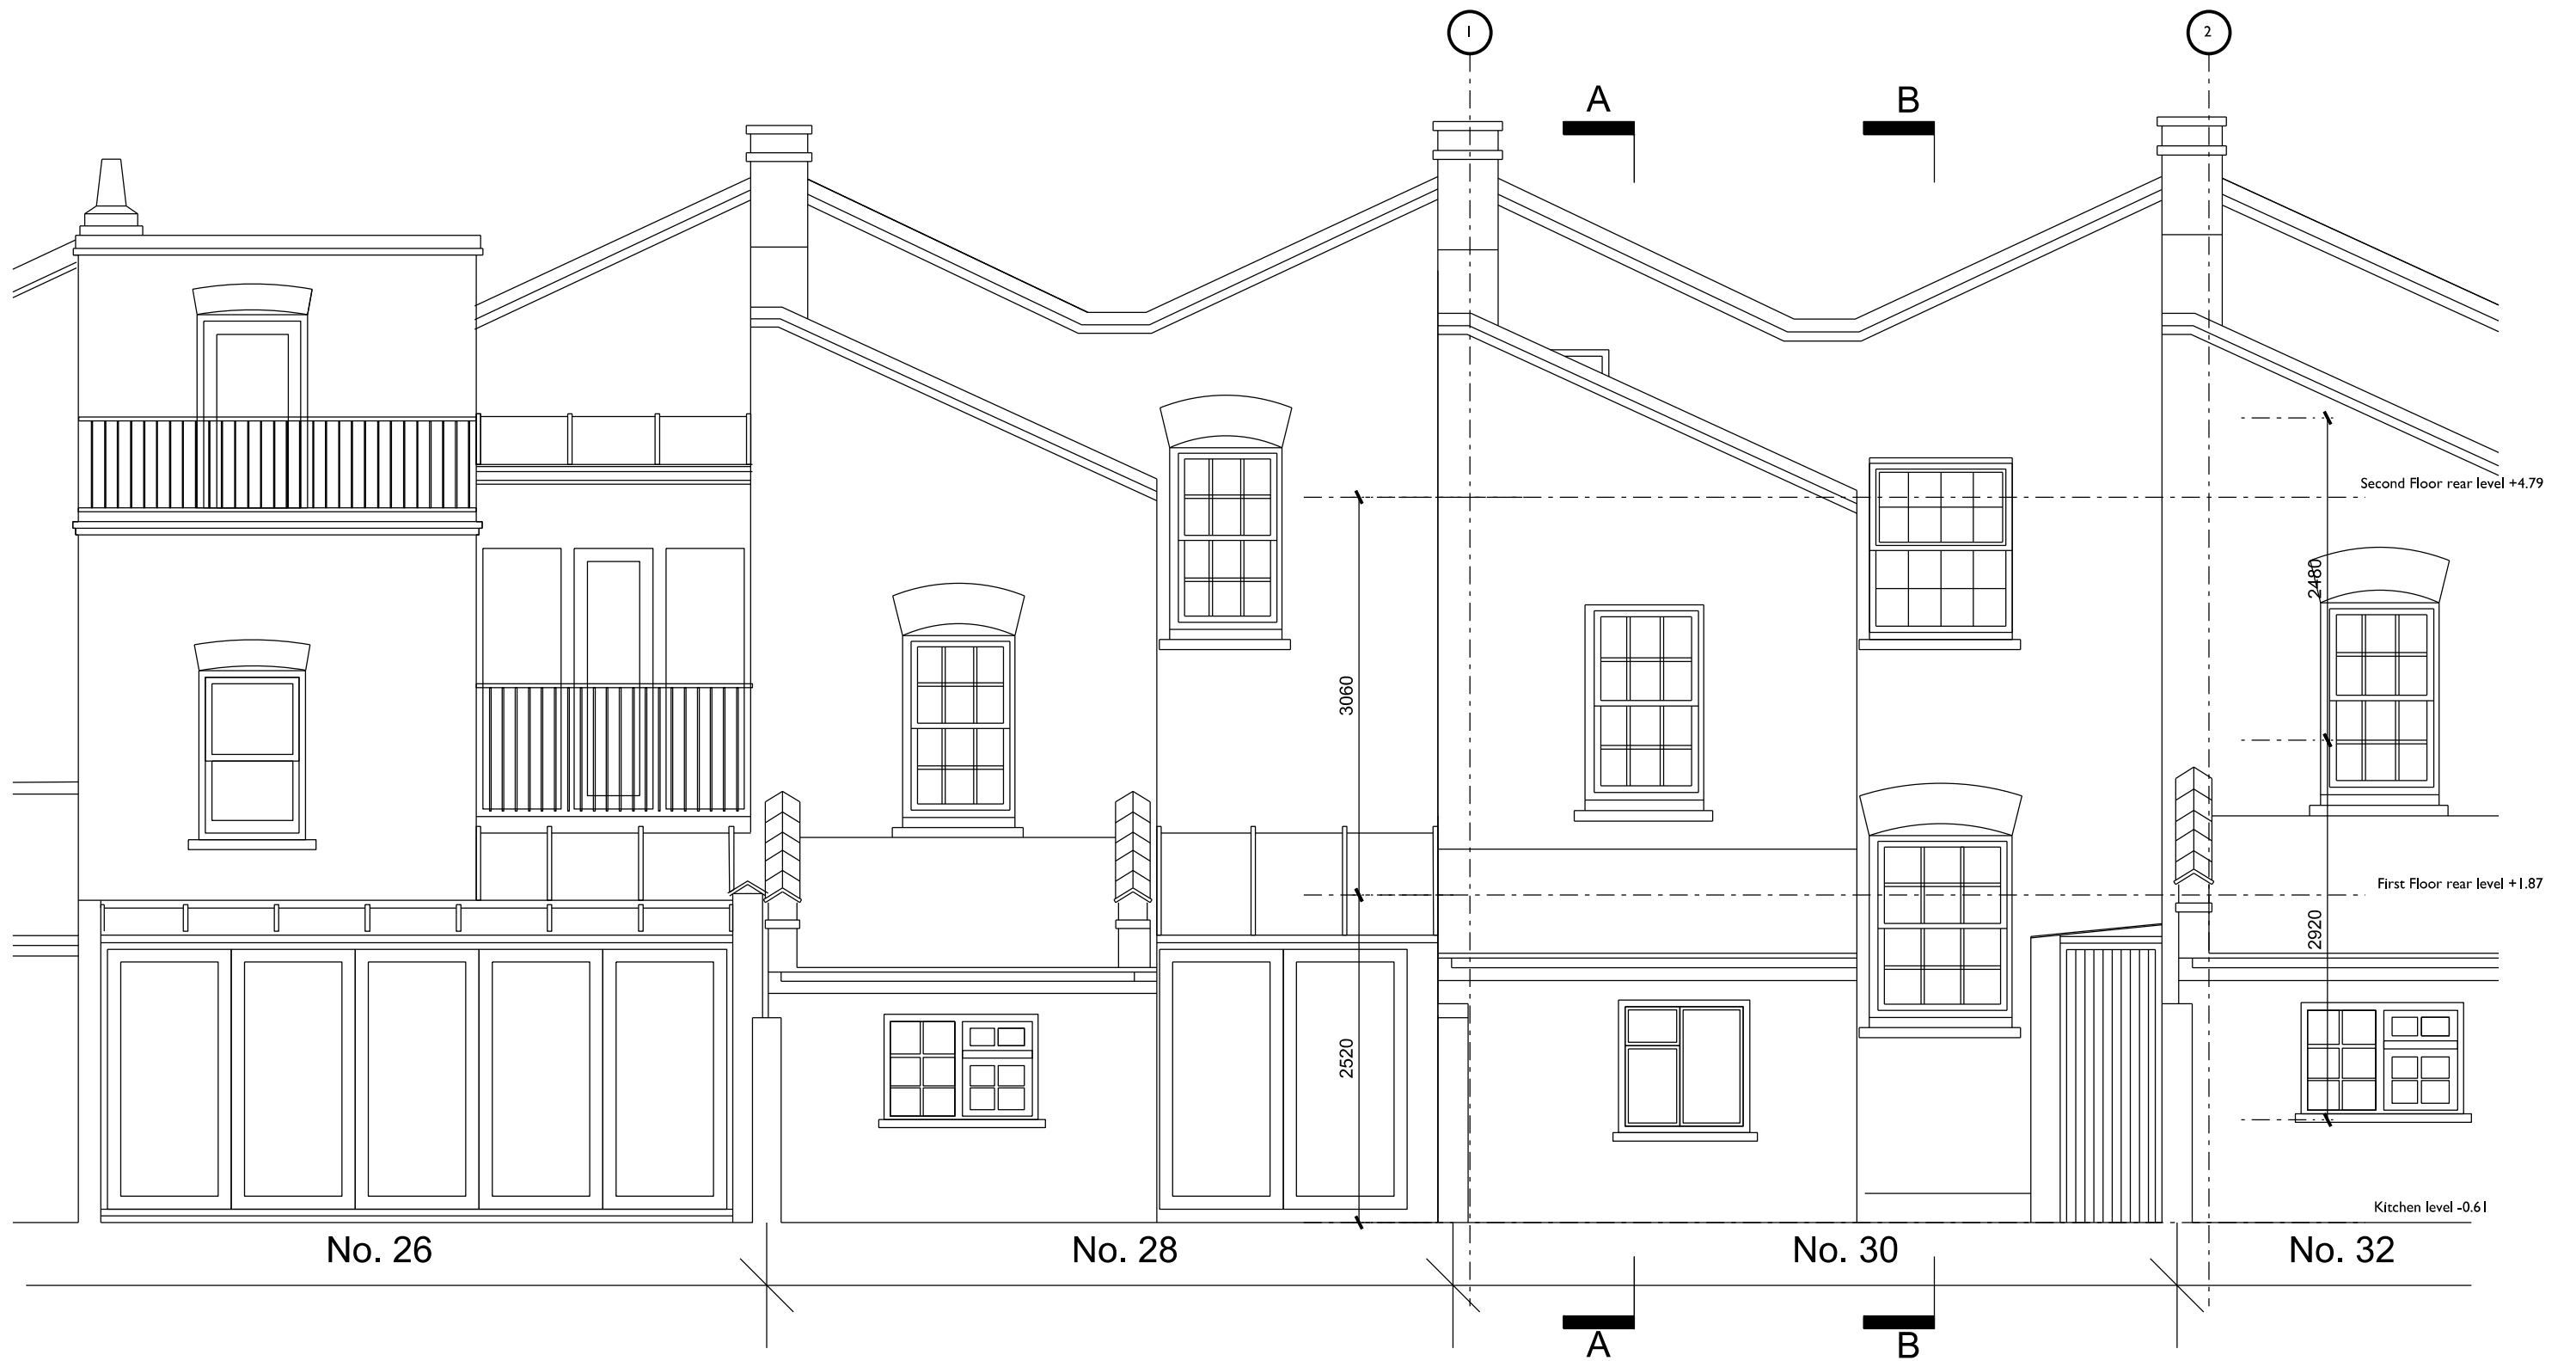 1
2
A
B
Second Floor rear level +4.79
2480
3060
First Floor rear level +1.87
2920
2520
Kitchen level -0.61
No. 26
No. 28
No. 30
No. 32
A
B